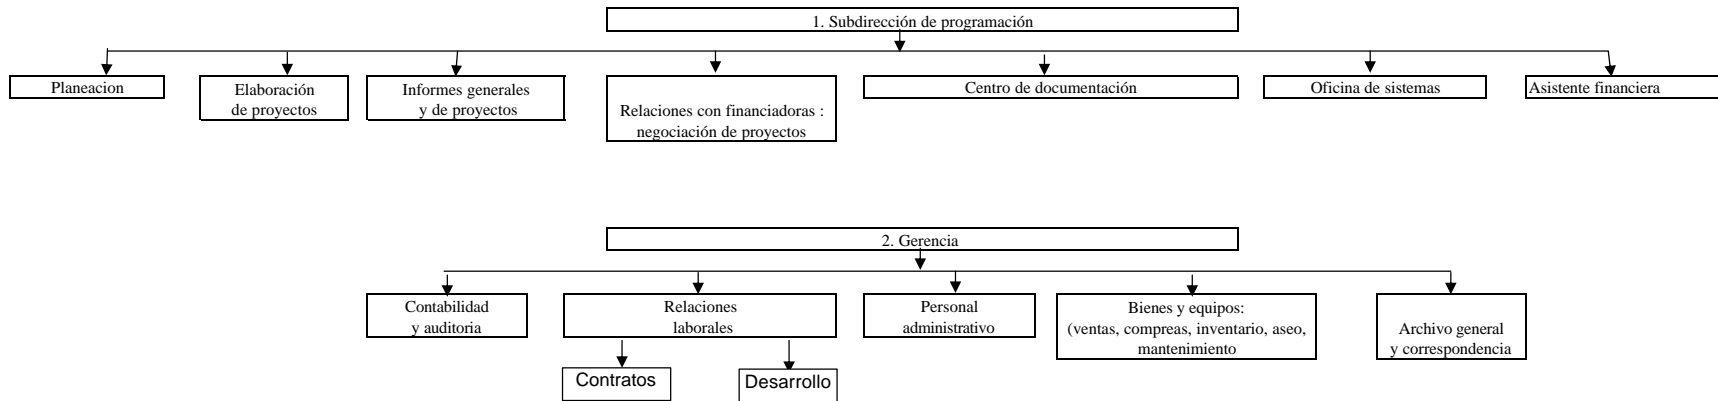 1. Subdirección de programación
Planeacion
Elaboración
de proyectos
Informes generales
y de proyectos
Relaciones con financiadoras :
negociación de proyectos
Centro de documentación
Oficina de sistemas
Asistente financiera
2. Gerencia
Contabilidad
y auditoria
Relaciones
laborales
Personal
administrativo
Bienes y equipos:
(ventas, compreas, inventario, aseo,
mantenimiento
Archivo general
y correspondencia
Contratos
Desarrollo